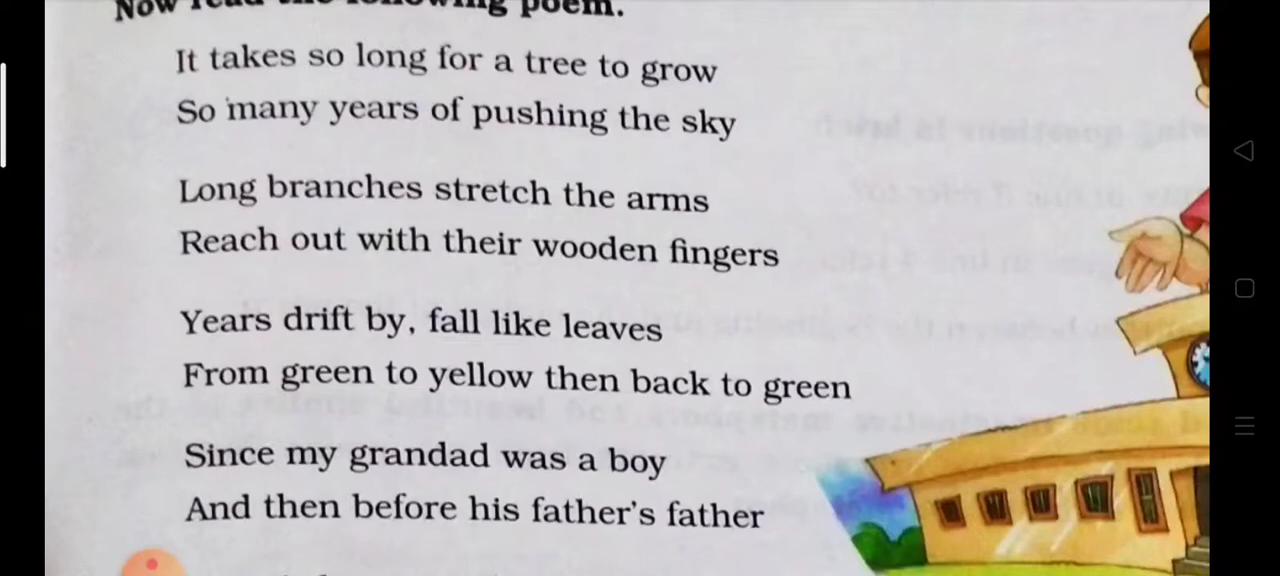 Now read the following poem.
It takes so long for a tree to grow
So many years of pushing the sky
Long branches stretch the arms
Reach out with their wooden fingers
Years drift by, fall like leaves
From green to yellow then back to green
Since my grandad was a boy
And then before his father's father